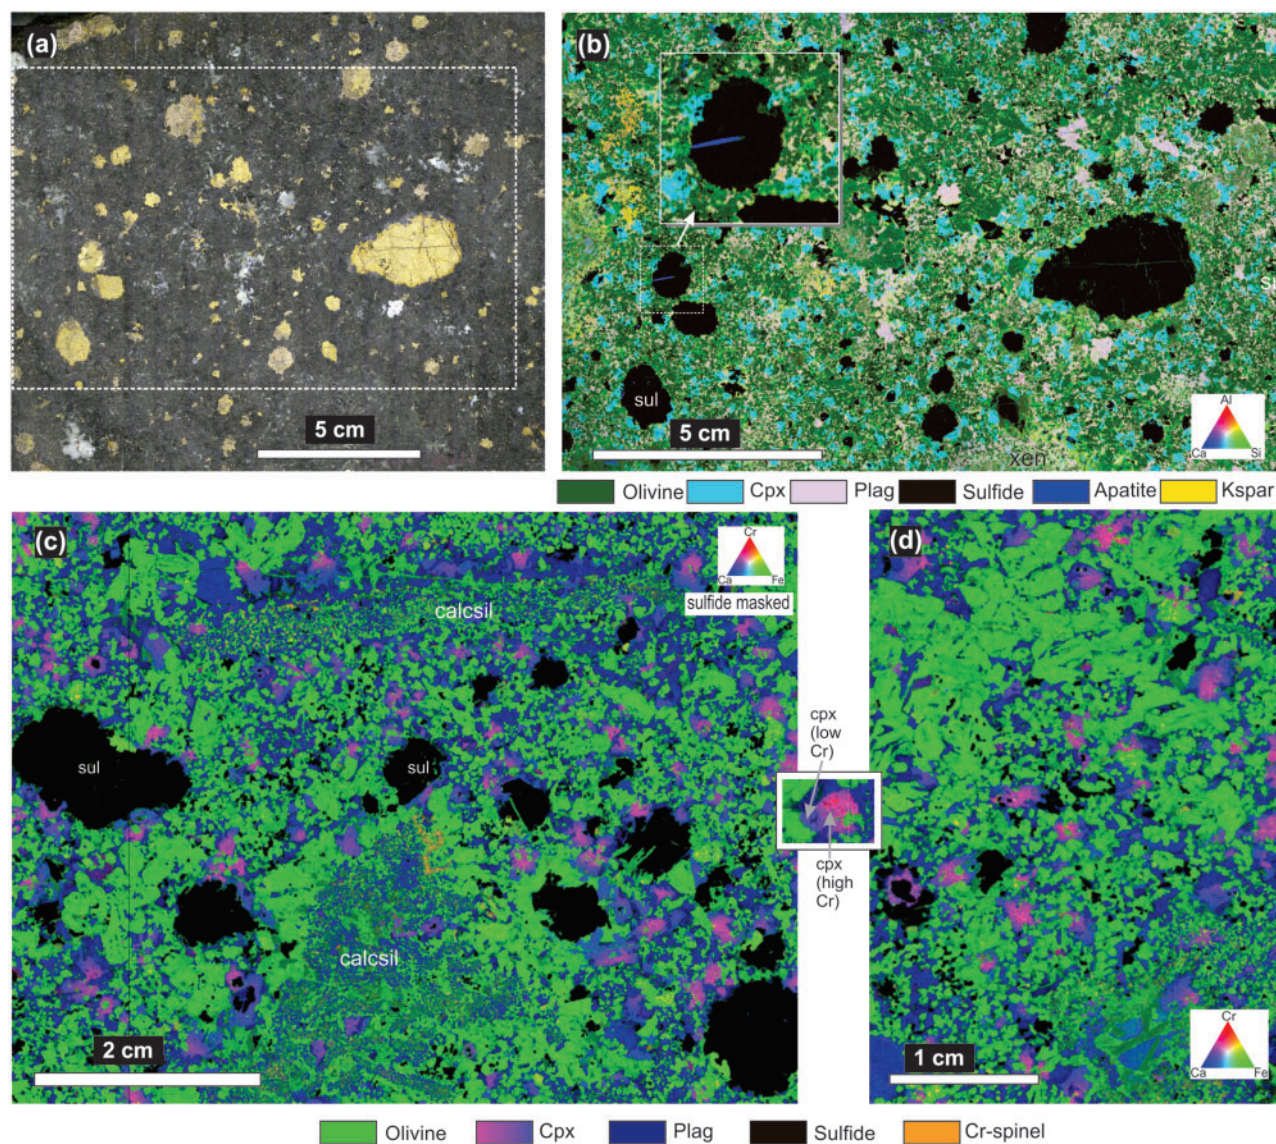 (a)
5 cm
(b)
sul
5 cm
xen
Al
Ca
Si
Olivine
Cpx
Plag
Sulfide
Apatite
Kspar
(c)
Cr
Ca
Fe
sulfide masked
calcsil
sul
sul
calcsil
2 cm
cpx
(low
Cr)
cpx
(high
Cr)
(d)
Cr
Ca
Fe
1 cm
Olivine
Cpx
Plag
Sulfide
Cr-spinel